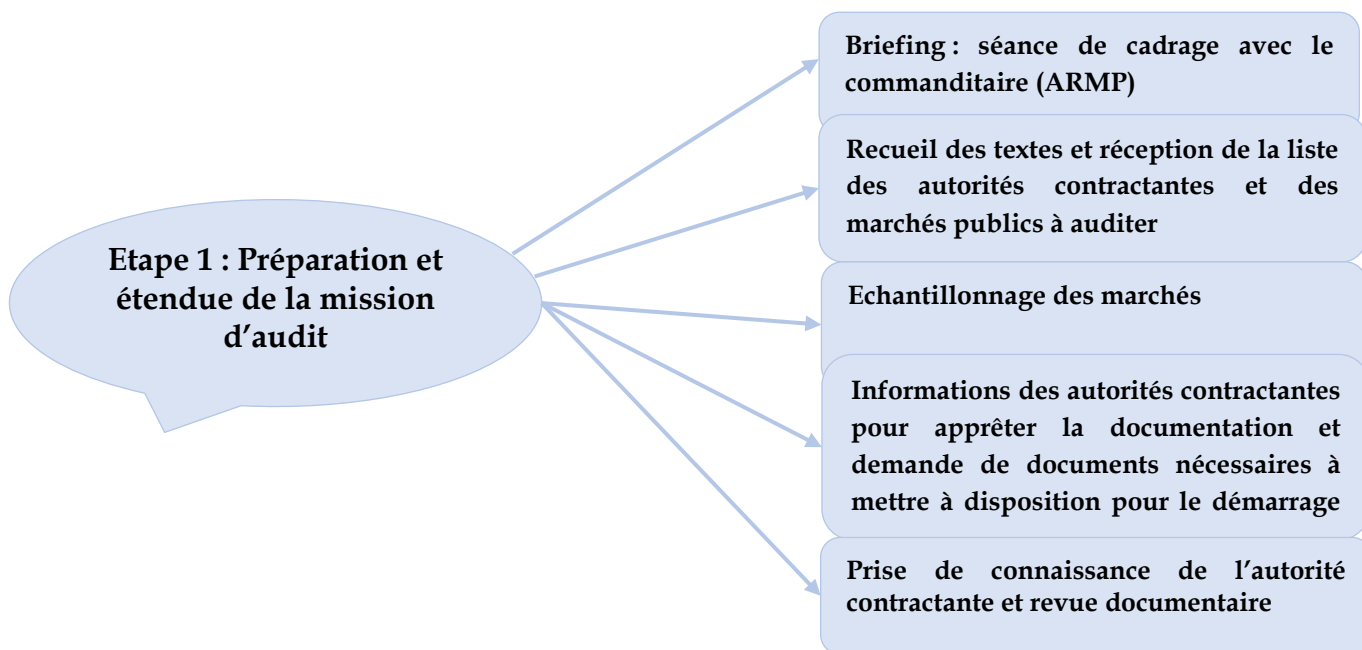 Briefing : séance de cadrage avec le
commanditaire (ARMP)
Recueil des textes et réception de la liste
des autorités contractantes et des
marchés publics à auditer
Etape 1 : Préparation et
étendue de la mission
d’audit
Echantillonnage des marchés
Informations des autorités contractantes
pour apprêter la documentation et
demande de documents nécessaires à
mettre à disposition pour le démarrage
Prise de connaissance de l’autorité
contractante et revue documentaire